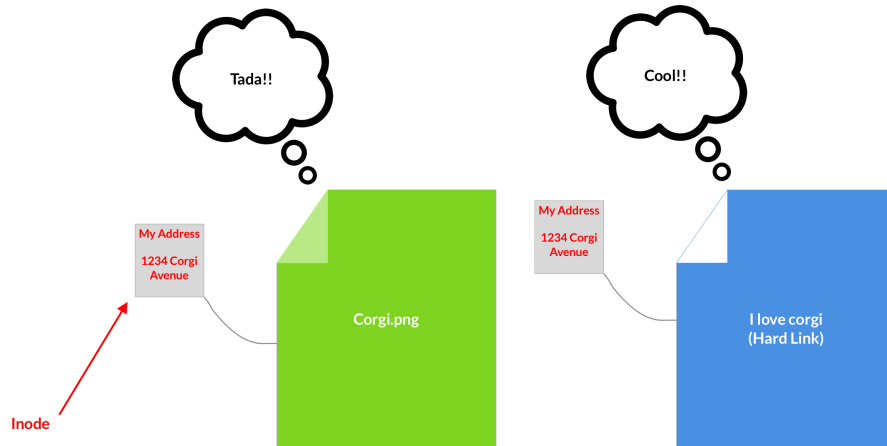 Tada!!
Cool!!
My Address
1234 Corgi
Avenue
My Address
1234 Corgi
Avenue
Corgi.png
I love corgi
(Hard Link)
Inode